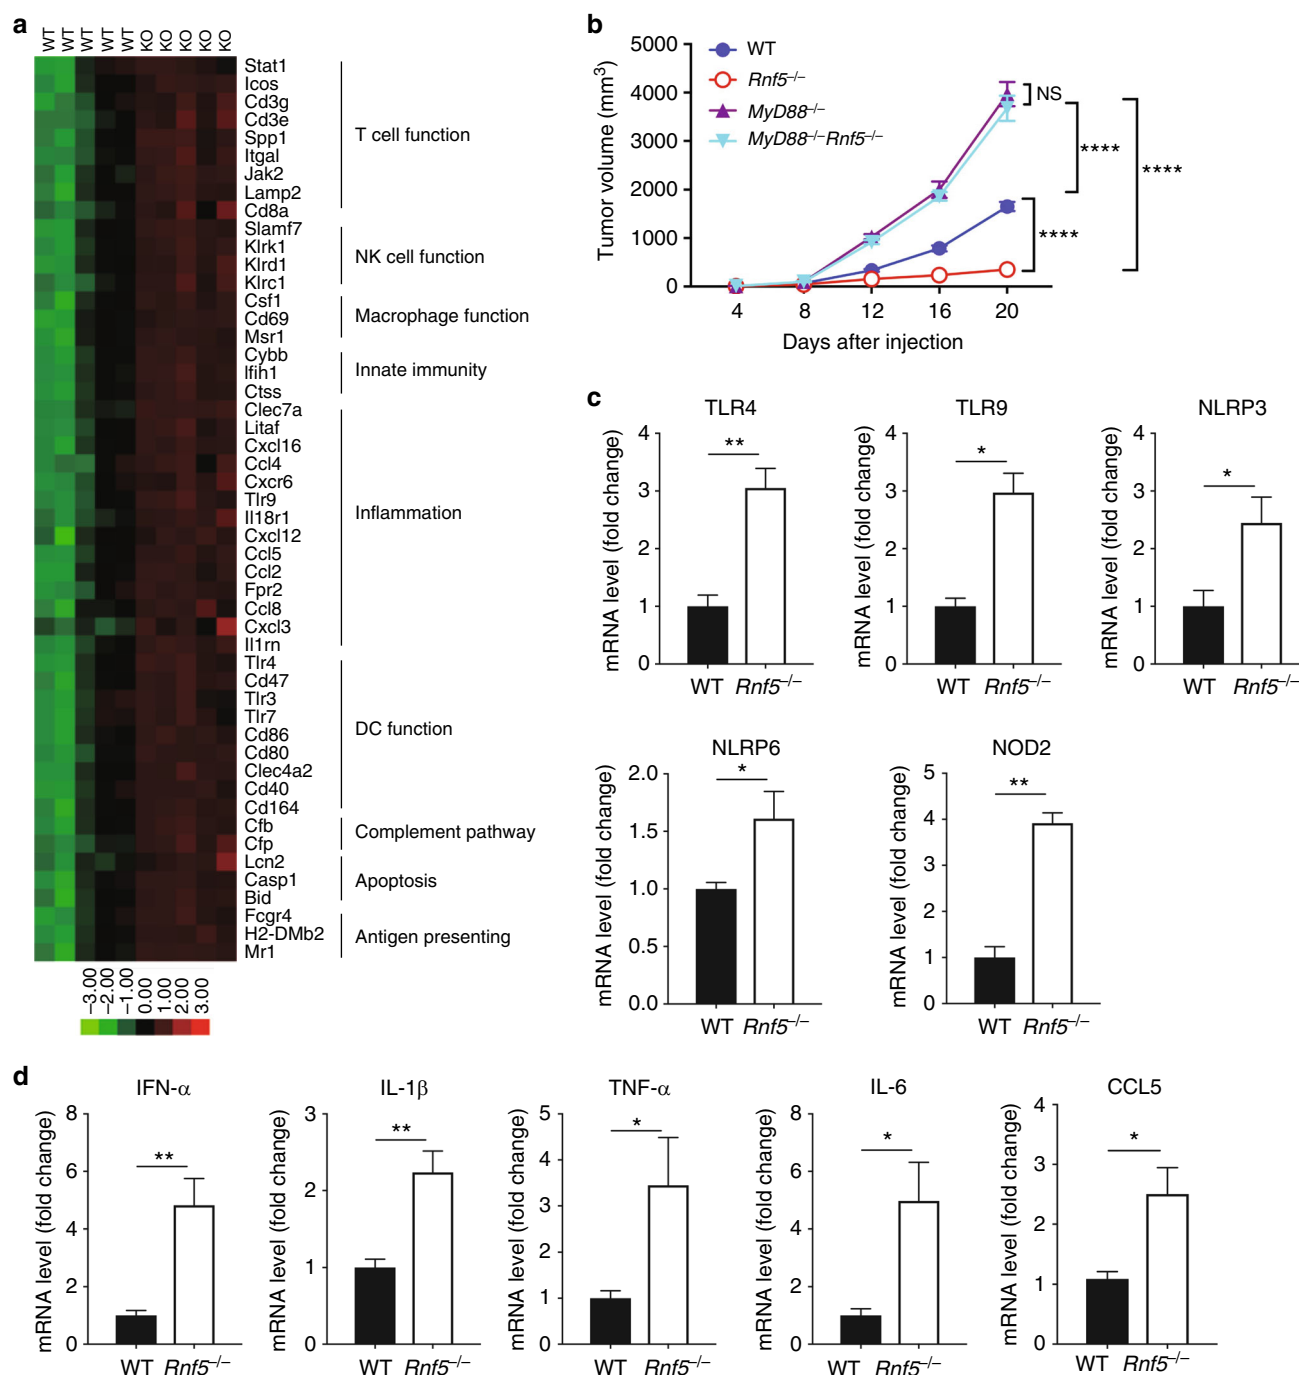 a
WT WT WT WT WT KO KO KO KO KO
Stat1
Icos
Cd3g
Cd3e
Spp1
Itgal
Jak2
Lamp2
Cd8a
T cell function
Slamf7
Klrk1
Klrd1
Klrc1
NK cell function
Csf1
Cd69
Msr1
Macrophage function
Cybb
Ifih1
Ctss
Innate immunity
Clec7a
Litaf
Cxcl16
Ccl4
Cxcr6
Tlr9
Il18r1
Cxcl12
Ccl5
Ccl2
Fpr2
Ccl8
Cxcl3
Il1rn
Inflammation
Tlr4
Cd47
Tlr3
Tlr7
Cd86
Cd80
Clec4a2
Cd40
Cd164
DC function
Cfb
Cfp
Complement pathway
Lcn2
Casp1
Bid
Apoptosis
Fcgr4
H2-DMb2
Mr1
Antigen presenting
−3.00 −2.00 −1.00 0.00 1.00 2.00 3.00
b
Tumor volume (mm³)
5000
4000
3000
2000
1000
0
WT
Rnf5⁻/⁻
MyD88⁻/⁻
MyD88⁻/⁻Rnf5⁻/⁻
NS
****
****
****
4 8 12 16 20
Days after injection
c
TLR4
mRNA level (fold change)
4
3
2
1
0
**
WT Rnf5⁻/⁻
TLR9
mRNA level (fold change)
4
3
2
1
0
*
WT Rnf5⁻/⁻
NLRP3
mRNA level (fold change)
4
3
2
1
0
*
WT Rnf5⁻/⁻
NLRP6
mRNA level (fold change)
2.0
1.5
1.0
0.5
0.0
*
WT Rnf5⁻/⁻
NOD2
mRNA level (fold change)
5
4
3
2
1
0
**
WT Rnf5⁻/⁻
d
IFN-α
mRNA level (fold change)
8
6
4
2
0
**
WT Rnf5⁻/⁻
IL-1β
mRNA level (fold change)
3
2
1
0
**
WT Rnf5⁻/⁻
TNF-α
mRNA level (fold change)
5
4
3
2
1
0
*
WT Rnf5⁻/⁻
IL-6
mRNA level (fold change)
8
6
4
2
0
*
WT Rnf5⁻/⁻
CCL5
mRNA level (fold change)
4
3
2
1
0
*
WT Rnf5⁻/⁻